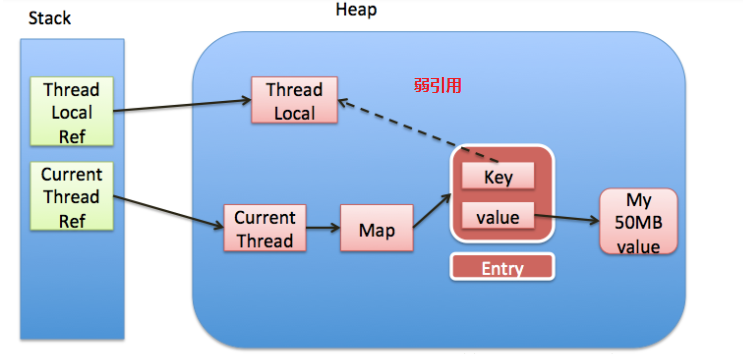 Stack
Heap
Thread
Local
Ref
Thread
Local
弱引用
Current
Thread
Ref
Key
value
Current
Thread
Map
My
50MB
value
Entry